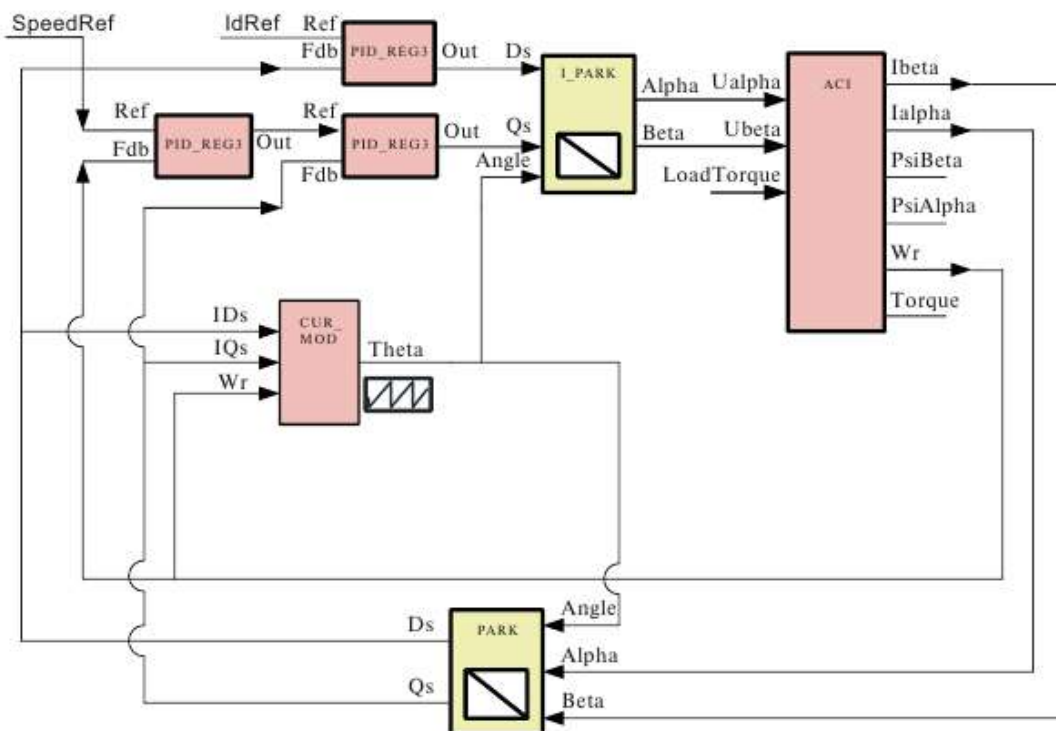 SpeedRef
IdRef
Ref
Fdb
PID_REG3
Out
Ds
I_PARK
Alpha
Beta
Qs
Angle
Ualpha
Ubeta
LoadTorque
ACI
Ibeta
Ialpha
PsiBeta
PsiAlpha
Wr
Torque
Ref
Fdb
PID_REG3
Out
Ref
Fdb
PID_REG3
Out
IDs
IQs
Wr
CUR_
MOD
Theta
Ds
Qs
PARK
Angle
Alpha
Beta